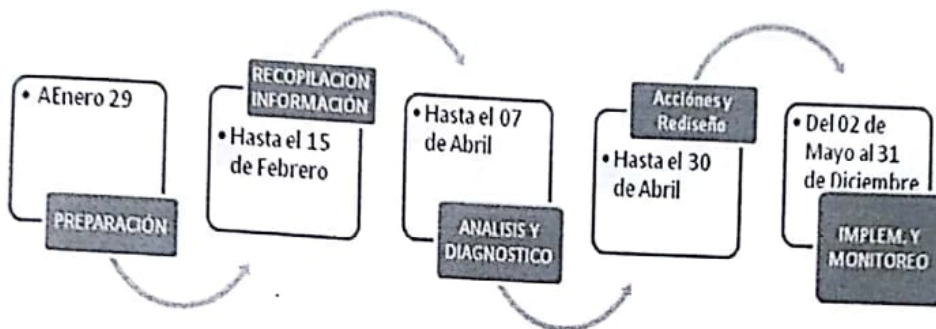 • AEnero 29
PREPARACIÓN
RECOPILACION
INFORMACIÓN
• Hasta el 15
de Febrero
• Hasta el 07
de Abril
ANALISIS Y
DIAGNOSTICO
Acciónes y
Rediseño
• Hasta el 30
de Abril
• Del 02 de
Mayo al 31
de Diciembre
IMPLEM. Y
MONITOREO